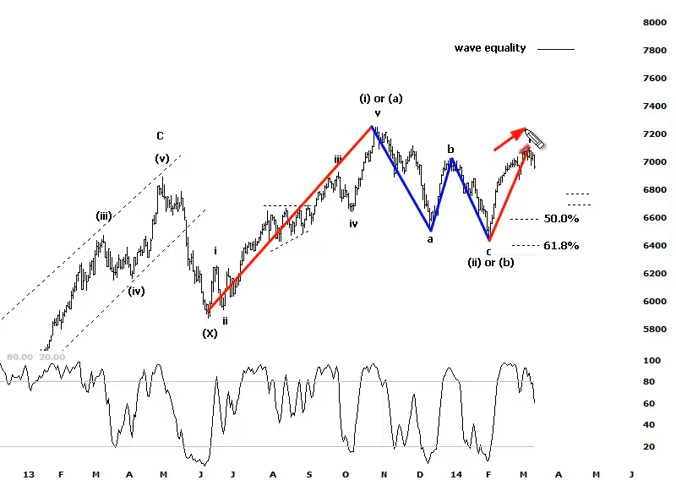 8000
wave equality
7800
7600
7400
(i) or (a)
v
7200
C
(v)
iii
b
7000
6800
(iii)
iv
50.0%
6600
i
a
c
61.8%
6400
(iv)
(ii) or (b)
6200
ii
6000
(X)
5800
80.00 20.00
100
80
60
40
20
13 F M A M J J A S O N D 14 F M A M J